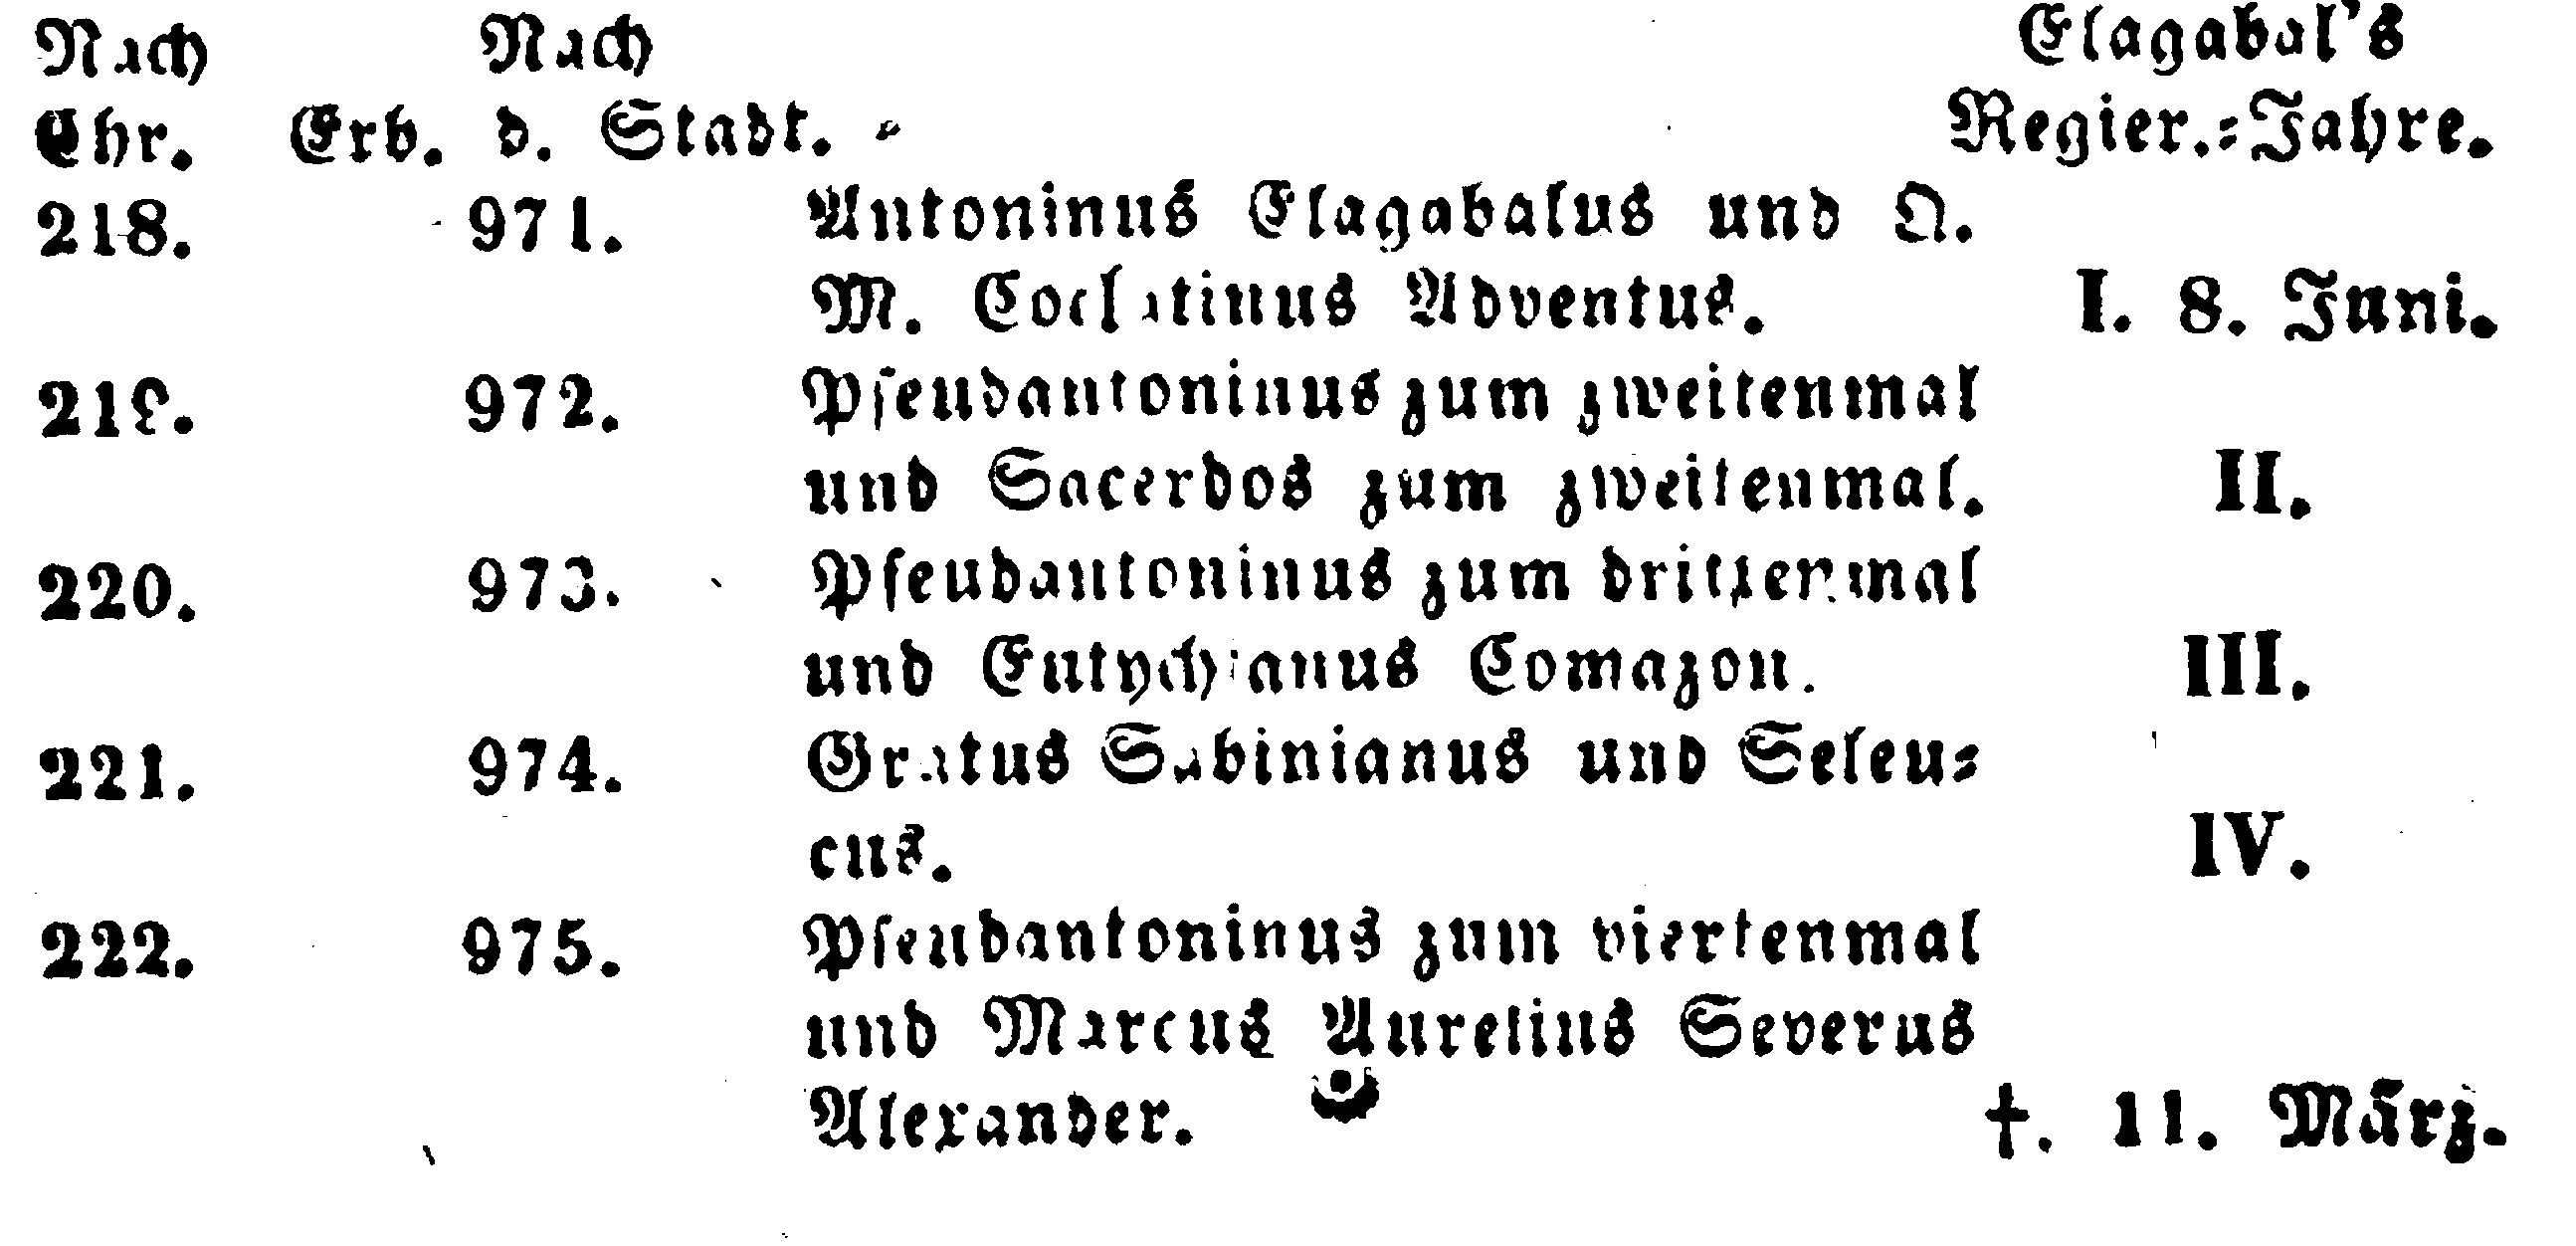 Nach Nach Elagabal's
Chr. Erb. d. Stadt. Regier.=Jahre.
218. 971. Antoninus Elagabalus und Q.
M. Coclatinus Adventus. I. 8. Juni.
219. 972. Pseudantoninus zum zweitenmal
und Sacerdos zum zweitenmal. II.
220. 973. Pseudantoninus zum drittenmal
und Eutychianus Comazon. III.
221. 974. Gratus Sabinianus und Seleu=
cus. IV.
222. 975. Pseudantoninus zum viertenmal
und Marcus Aurelius Severus
Alexander. †. 11. März.